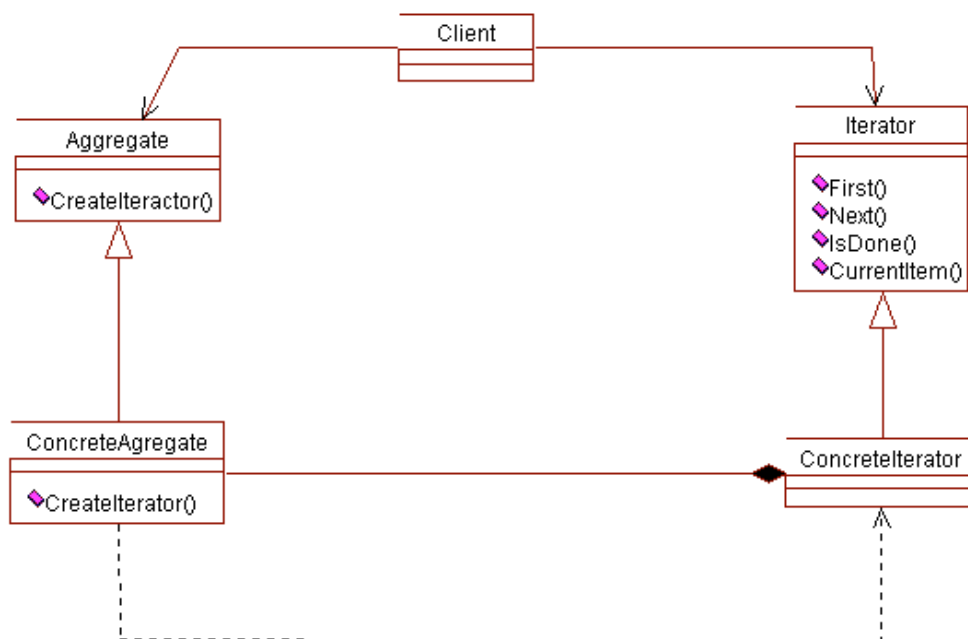 Client
Aggregate
CreateIteractor()
Iterator
First()
Next()
IsDone()
CurrentItem()
ConcreteAgregate
CreateIterator()
ConcreteIterator